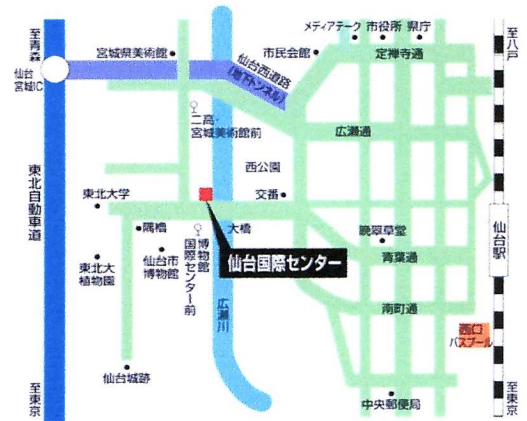 至青森
仙台
宮城IC
東北自動車道
至東京
宮城県美術館
仙台西道路
(地下トンネル)
市民会館
メディアテーク
市役所
県庁
定禅寺通
至八戸
二高・
宮城美術館前
広瀬通
西公園
東北大学
交番
隅櫓
大橋
仙台市
博物館
博物館
国際センター前
仙台国際センター
東北大
植物園
広瀬川
晩翠草堂
青葉通
仙台駅
南町通
西口
バスプール
仙台城跡
中央郵便局
至東京